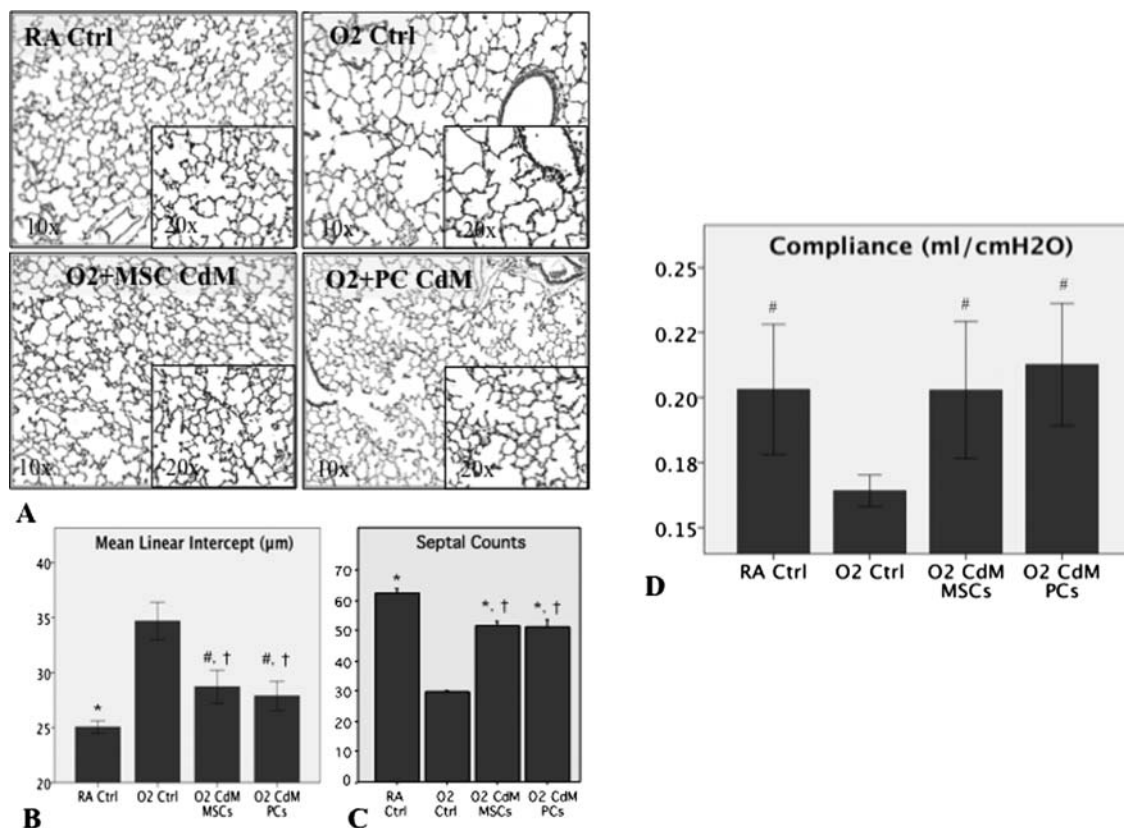 RA Ctrl
O2 Ctrl
10x
20x
10x
20x
O2+MSC CdM
O2+PC CdM
10x
20x
10x
20x
A
Mean Linear Intercept (µm)
40
35
30
25
20
*
#, †
#, †
RA Ctrl
O2 Ctrl
O2 CdM
MSCs
O2 CdM
PCs
B
Septal Counts
70
60
50
40
30
20
10
0
*
*, †
*, †
RA
Ctrl
O2
Ctrl
O2 CdM
MSCs
O2 CdM
PCs
C
Compliance (ml/cmH2O)
0.25
0.22
0.20
0.18
0.15
#
#
#
RA Ctrl
O2 Ctrl
O2 CdM
MSCs
O2 CdM
PCs
D